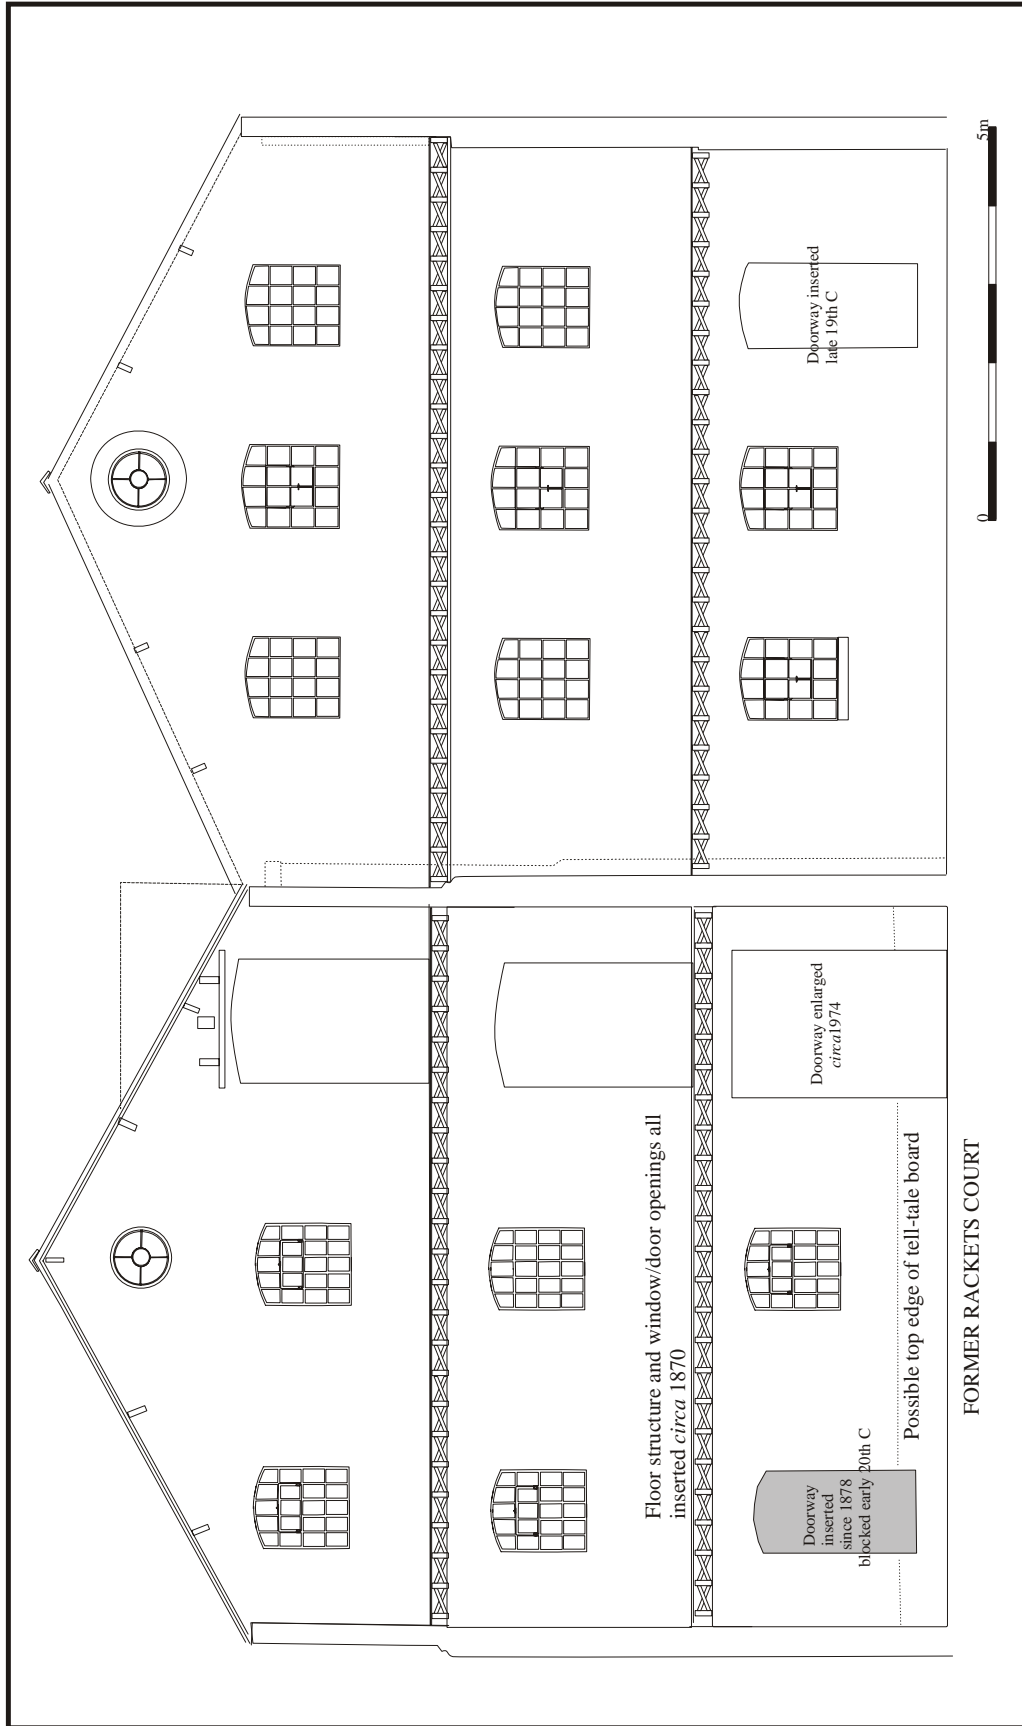 Floor structure and window/door openings all
inserted circa 1870
Doorway
inserted
since 1878
blocked early 20th C
Possible top edge of tell-tale board
Doorway enlarged
circa1974
Doorway inserted
late 19th C
FORMER RACKETS COURT
0
5m